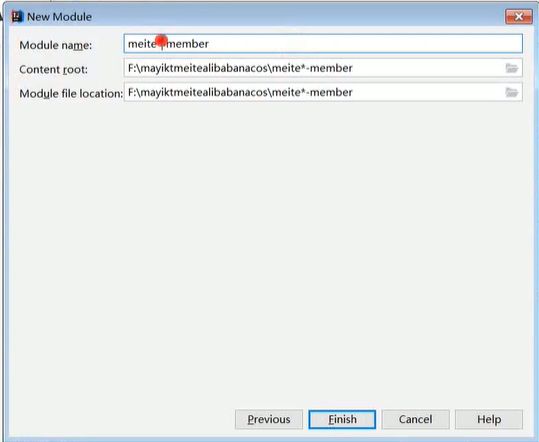 New Module
Module name: meite*-member
Content root: F:\mayiktmeitealibabanacos\meite*-member
Module file location: F:\mayiktmeitealibabanacos\meite*-member
Previous Finish Cancel Help